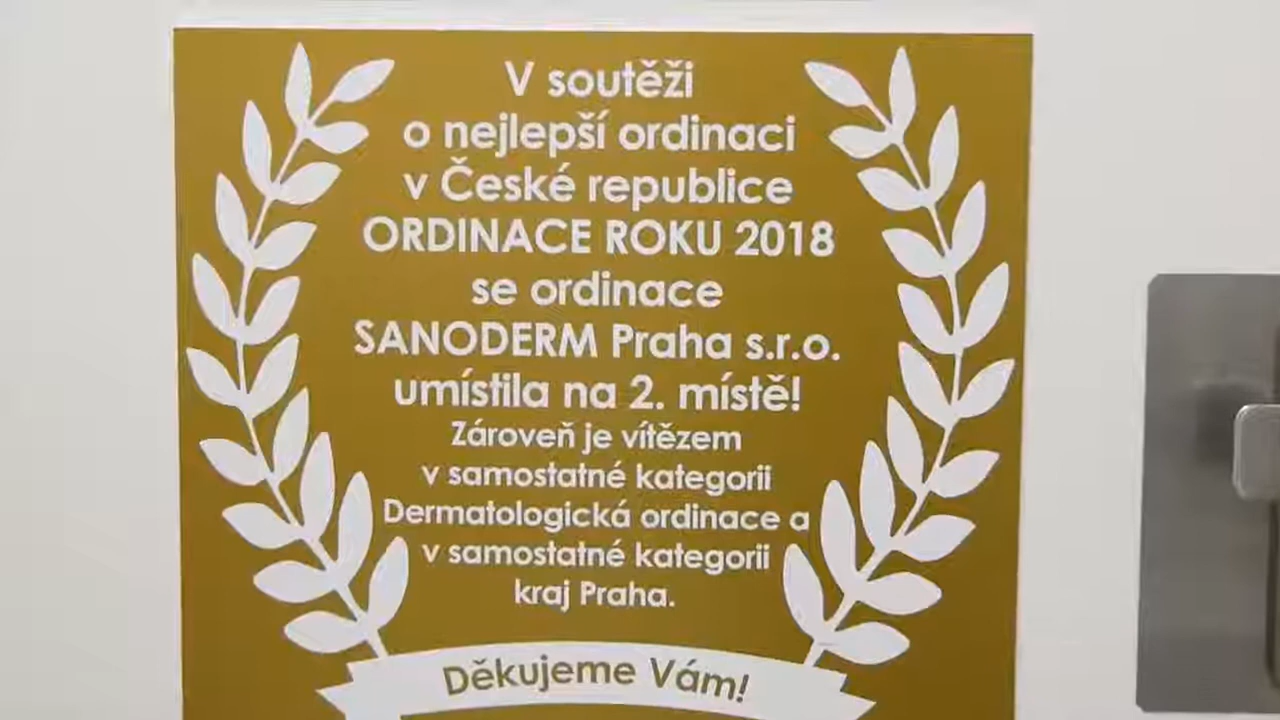 V soutěži
o nejlepší ordinaci
v České republice
ORDINACE ROKU 2018
se ordinace
SANODERM Praha s.r.o.
umístila na 2. místě!
Zároveň je vítězem
v samostatné kategorii
Dermatologická ordinace a
v samostatné kategorii
kraj Praha.
Děkujeme Vám!